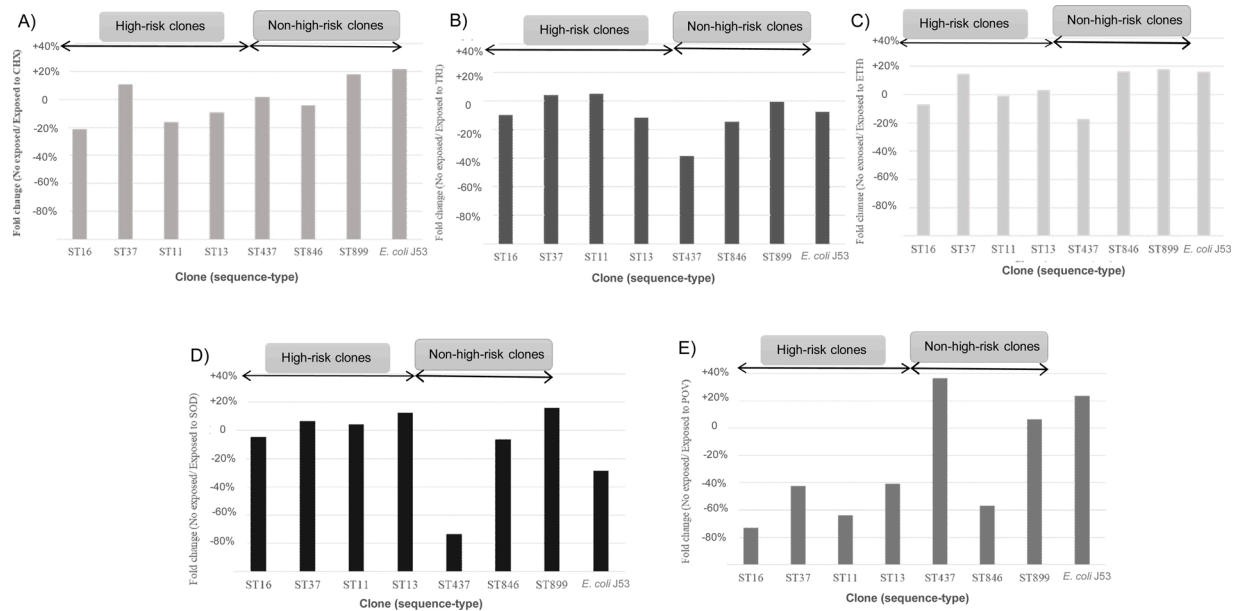 A)
High-risk clones
Non-high-risk clones
Fold change (No exposed/ Exposed to CHX)
+40%
+20%
0
-20%
-40%
-60%
-80%
ST16 ST37 ST11 ST13 ST437 ST846 ST899 E. coli J53
Clone (sequence-type)
B)
High-risk clones
Non-high-risk clones
Fold change (No exposed/ Exposed to TRI)
+40%
+20%
0
-20%
-40%
-60%
-80%
ST16 ST37 ST11 ST13 ST437 ST846 ST899 E. coli J53
Clone (sequence-type)
C)
High-risk clones
Non-high-risk clones
Fold change (No exposed/ Exposed to ETH)
+40%
+20%
0
-20%
-40%
-60%
-80%
ST16 ST37 ST11 ST13 ST437 ST846 ST899 E. coli J53
Clone (sequence-type)
D)
High-risk clones
Non-high-risk clones
Fold change (No exposed/ Exposed to SOD)
+40%
+20%
0
-20%
-40%
-60%
-80%
ST16 ST37 ST11 ST13 ST437 ST846 ST899 E. coli J53
Clone (sequence-type)
E)
High-risk clones
Non-high-risk clones
Fold change (No exposed/ Exposed to POV)
+40%
+20%
0
-20%
-40%
-60%
-80%
ST16 ST37 ST11 ST13 ST437 ST846 ST899 E. coli J53
Clone (sequence-type)